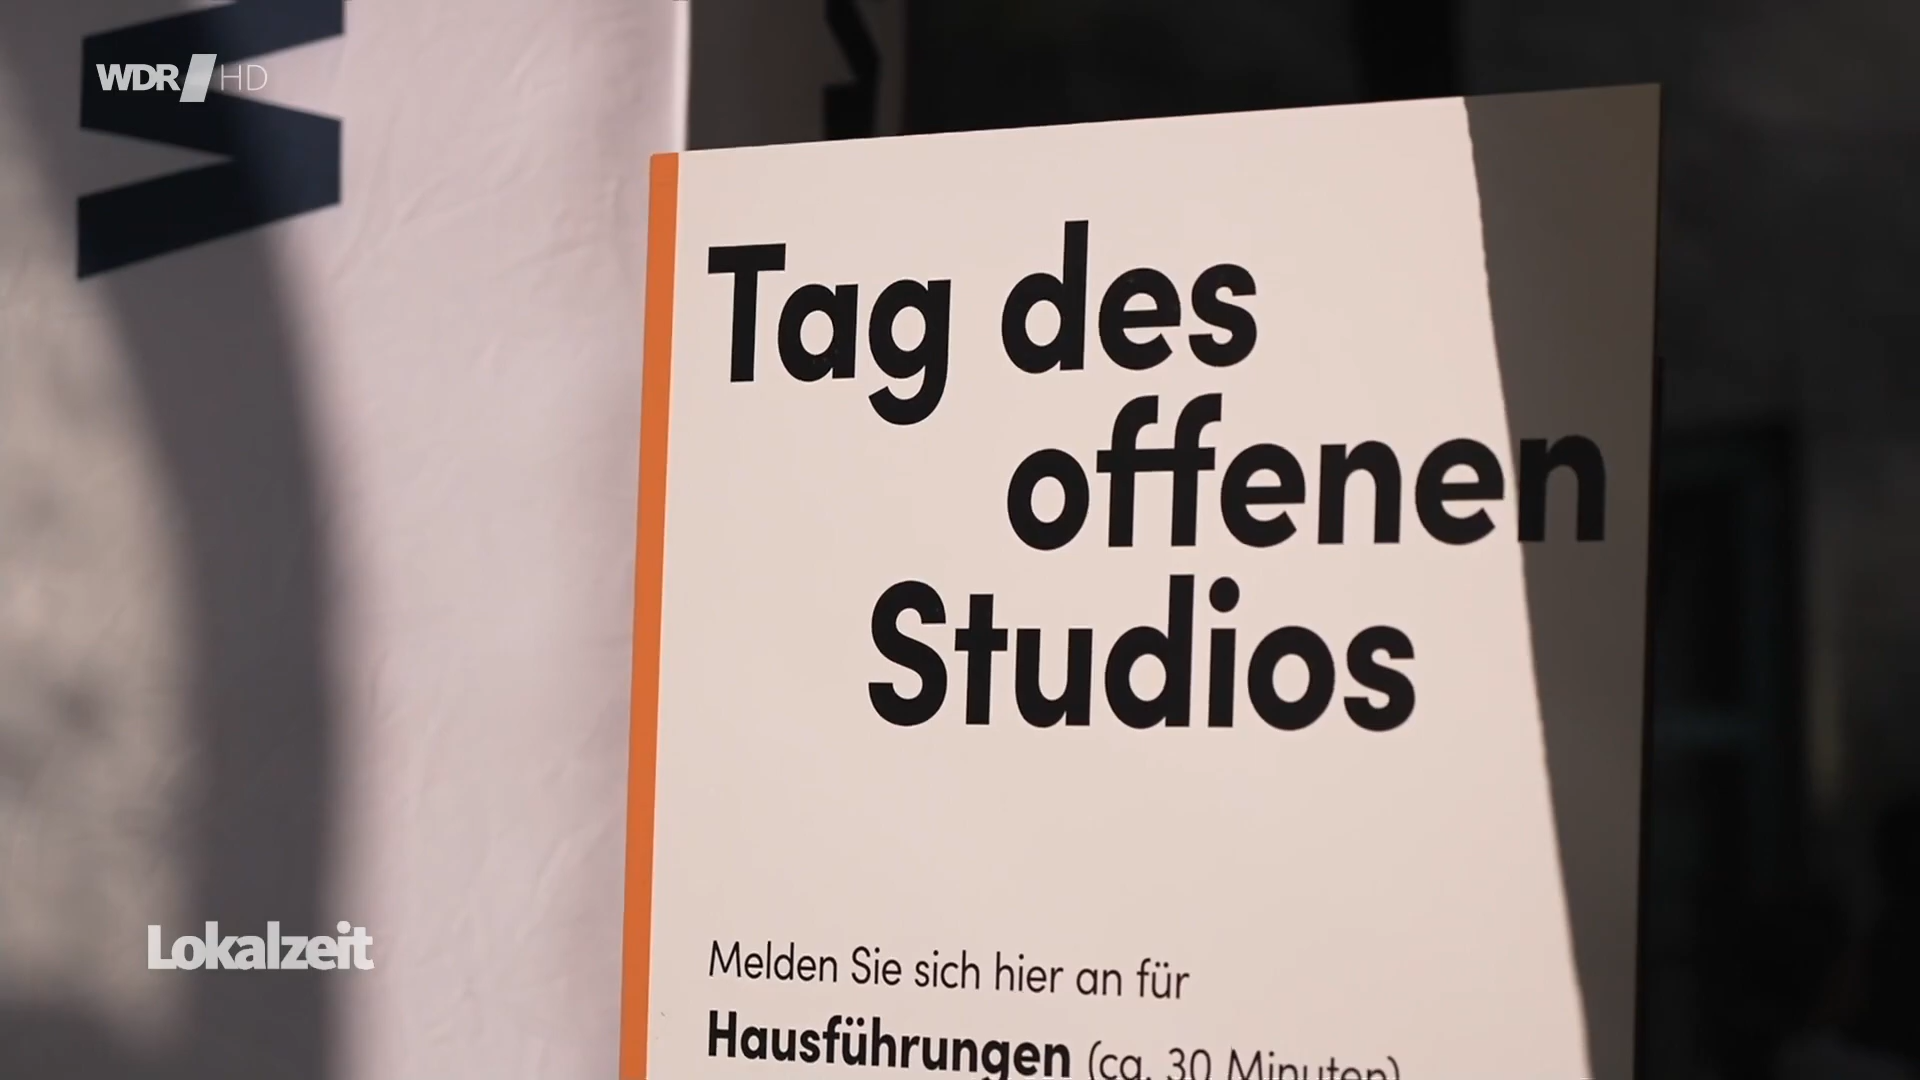 WDR HD
W
Tag des
offenen
Studios
Melden Sie sich hier an für
Hausführungen (ca. 30 Minuten)
Lokalzeit